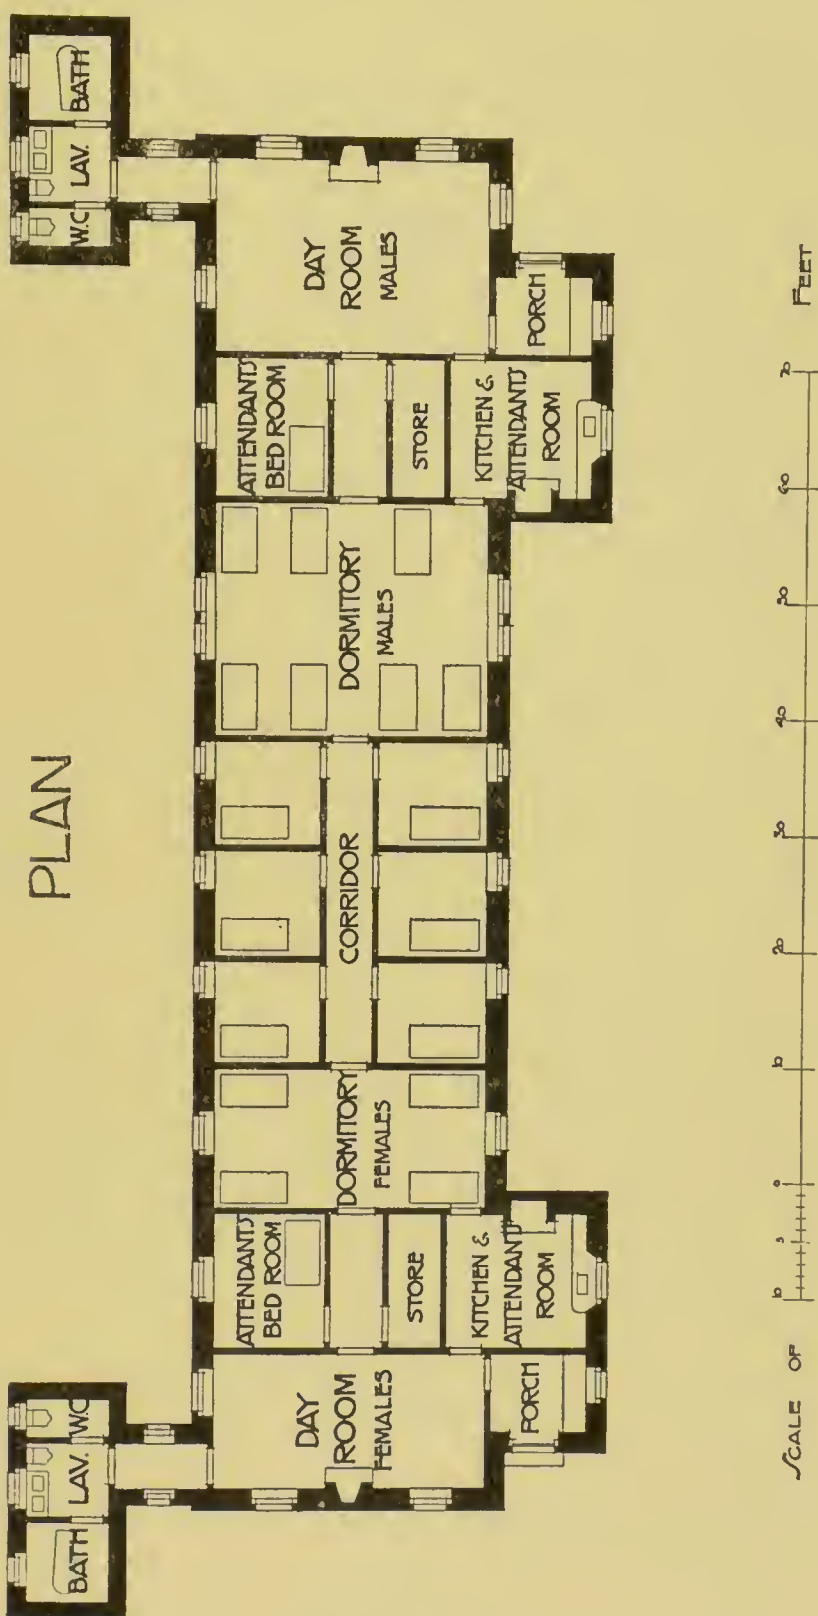 PLAN
BATH
LAV.
W.C
W.C
LAV.
BATH
DAY
ROOM
FEMALES
ATTENDANTS
BED ROOM
STORE
KITCHEN &
ATTENDANTS
ROOM
PORCH
DORMITORY
FEMALES
CORRIDOR
DORMITORY
MALES
ATTENDANTS
BED ROOM
STORE
KITCHEN &
ATTENDANTS
ROOM
DAY
ROOM
MALES
PORCH
SCALE OF 10 5 0 10 20 30 40 50 60 70 FEET